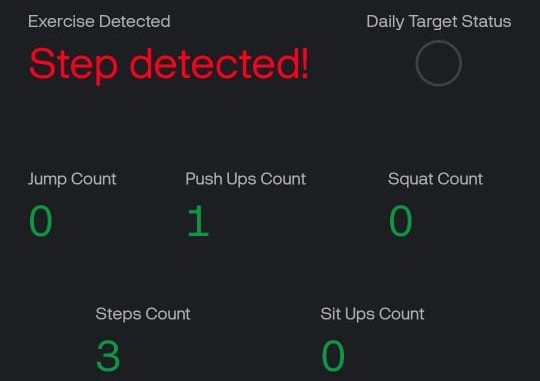 Exercise Detected
Daily Target Status
Step detected!
Jump Count
Push Ups Count
Squat Count
0
1
0
Steps Count
Sit Ups Count
3
0